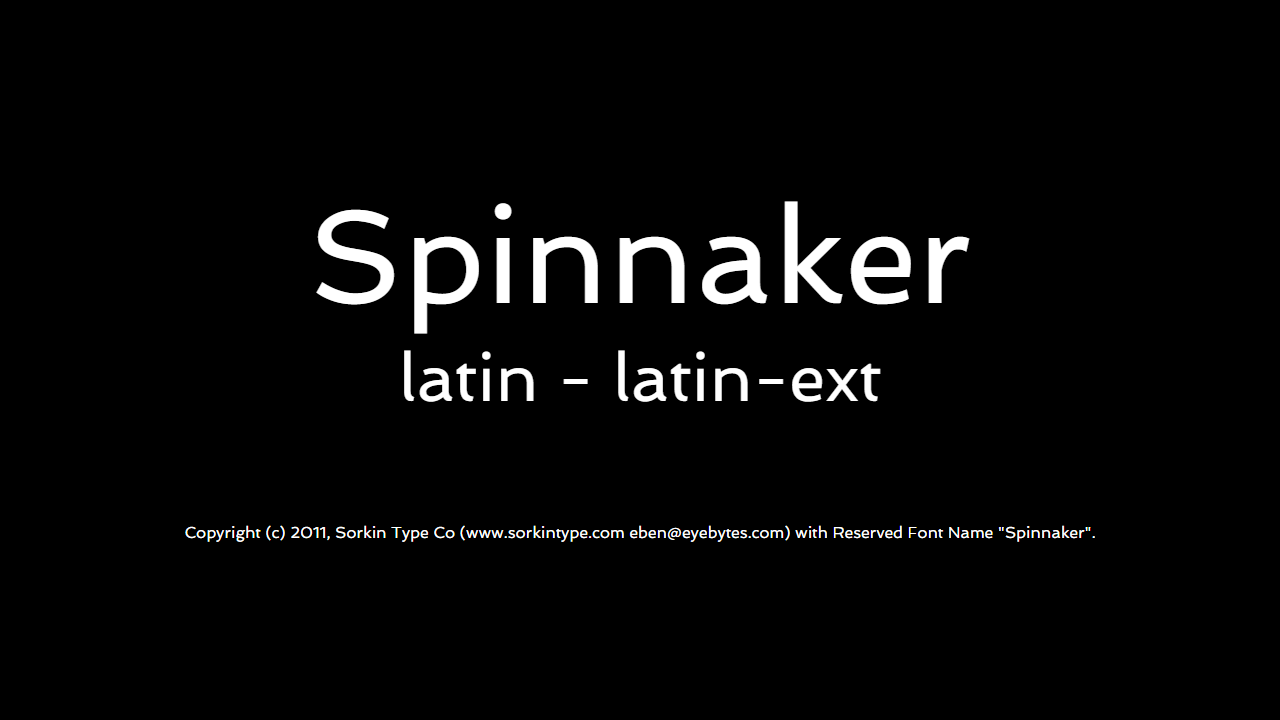 Spinnaker
latin - latin-ext
Copyright (c) 2011, Sorkin Type Co (www.sorkintype.com eben@eyebytes.com) with Reserved Font Name "Spinnaker".